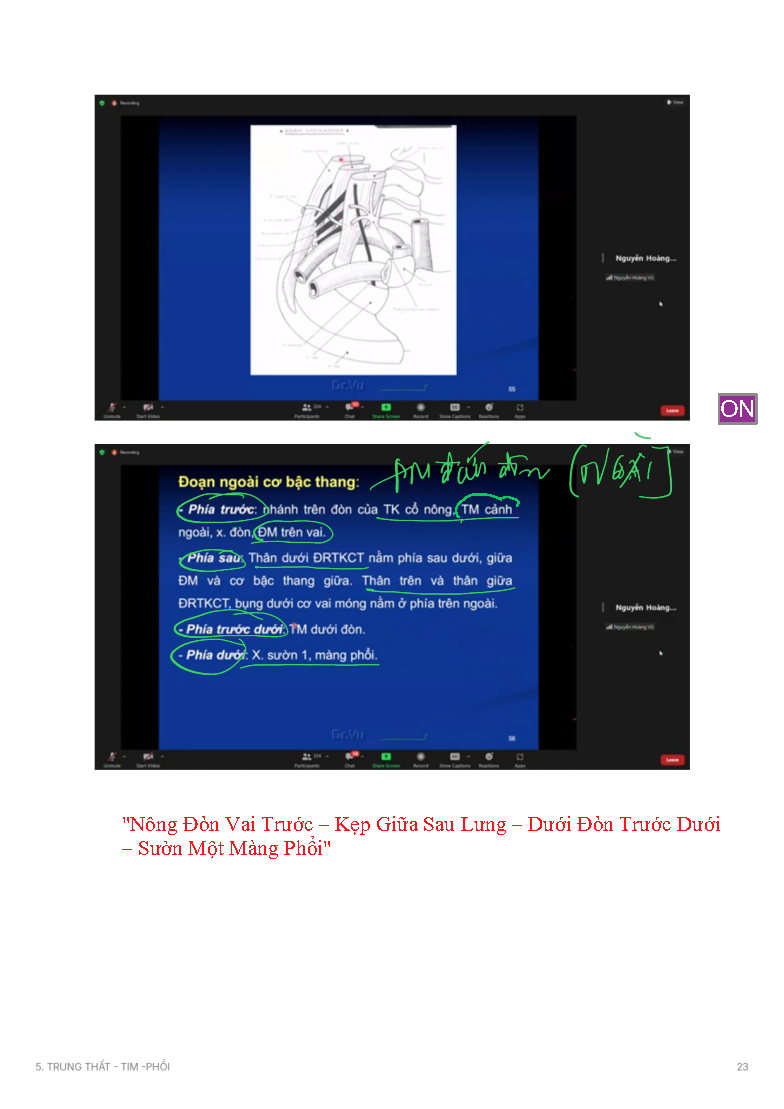 Recording
View
Nguyễn Hoàng...
Nguyễn Hoàng Vũ
Dr.Vu
55
Unmute
Start Video
Participants
Chat
Share Screen
Record
Show Captions
Reactions
Apps
Leave
ON
Recording
View
ĐM dưới đòn
Đoạn ngoài cơ bậc thang:
- Phía trước: nhánh trên đòn của TK cổ nông, TM cảnh
ngoài, x. đòn, ĐM trên vai.
- Phía sau: Thân dưới ĐRTKCT nằm phía sau dưới, giữa
ĐM và cơ bậc thang giữa. Thân trên và thân giữa
ĐRTKCT, bụng dưới cơ vai móng nằm ở phía trên ngoài.
- Phía trước dưới: TM dưới đòn.
- Phía dưới: X. sườn 1, màng phổi.
Nguyễn Hoàng...
Nguyễn Hoàng Vũ
Dr.Vu
56
Unmute
Start Video
Participants
Chat
Share Screen
Record
Show Captions
Reactions
Apps
Leave
"Nông Đòn Vai Trước – Kẹp Giữa Sau Lưng – Dưới Đòn Trước Dưới
– Sườn Một Màng Phổi"
5. TRUNG THẤT - TIM -PHỔI
23